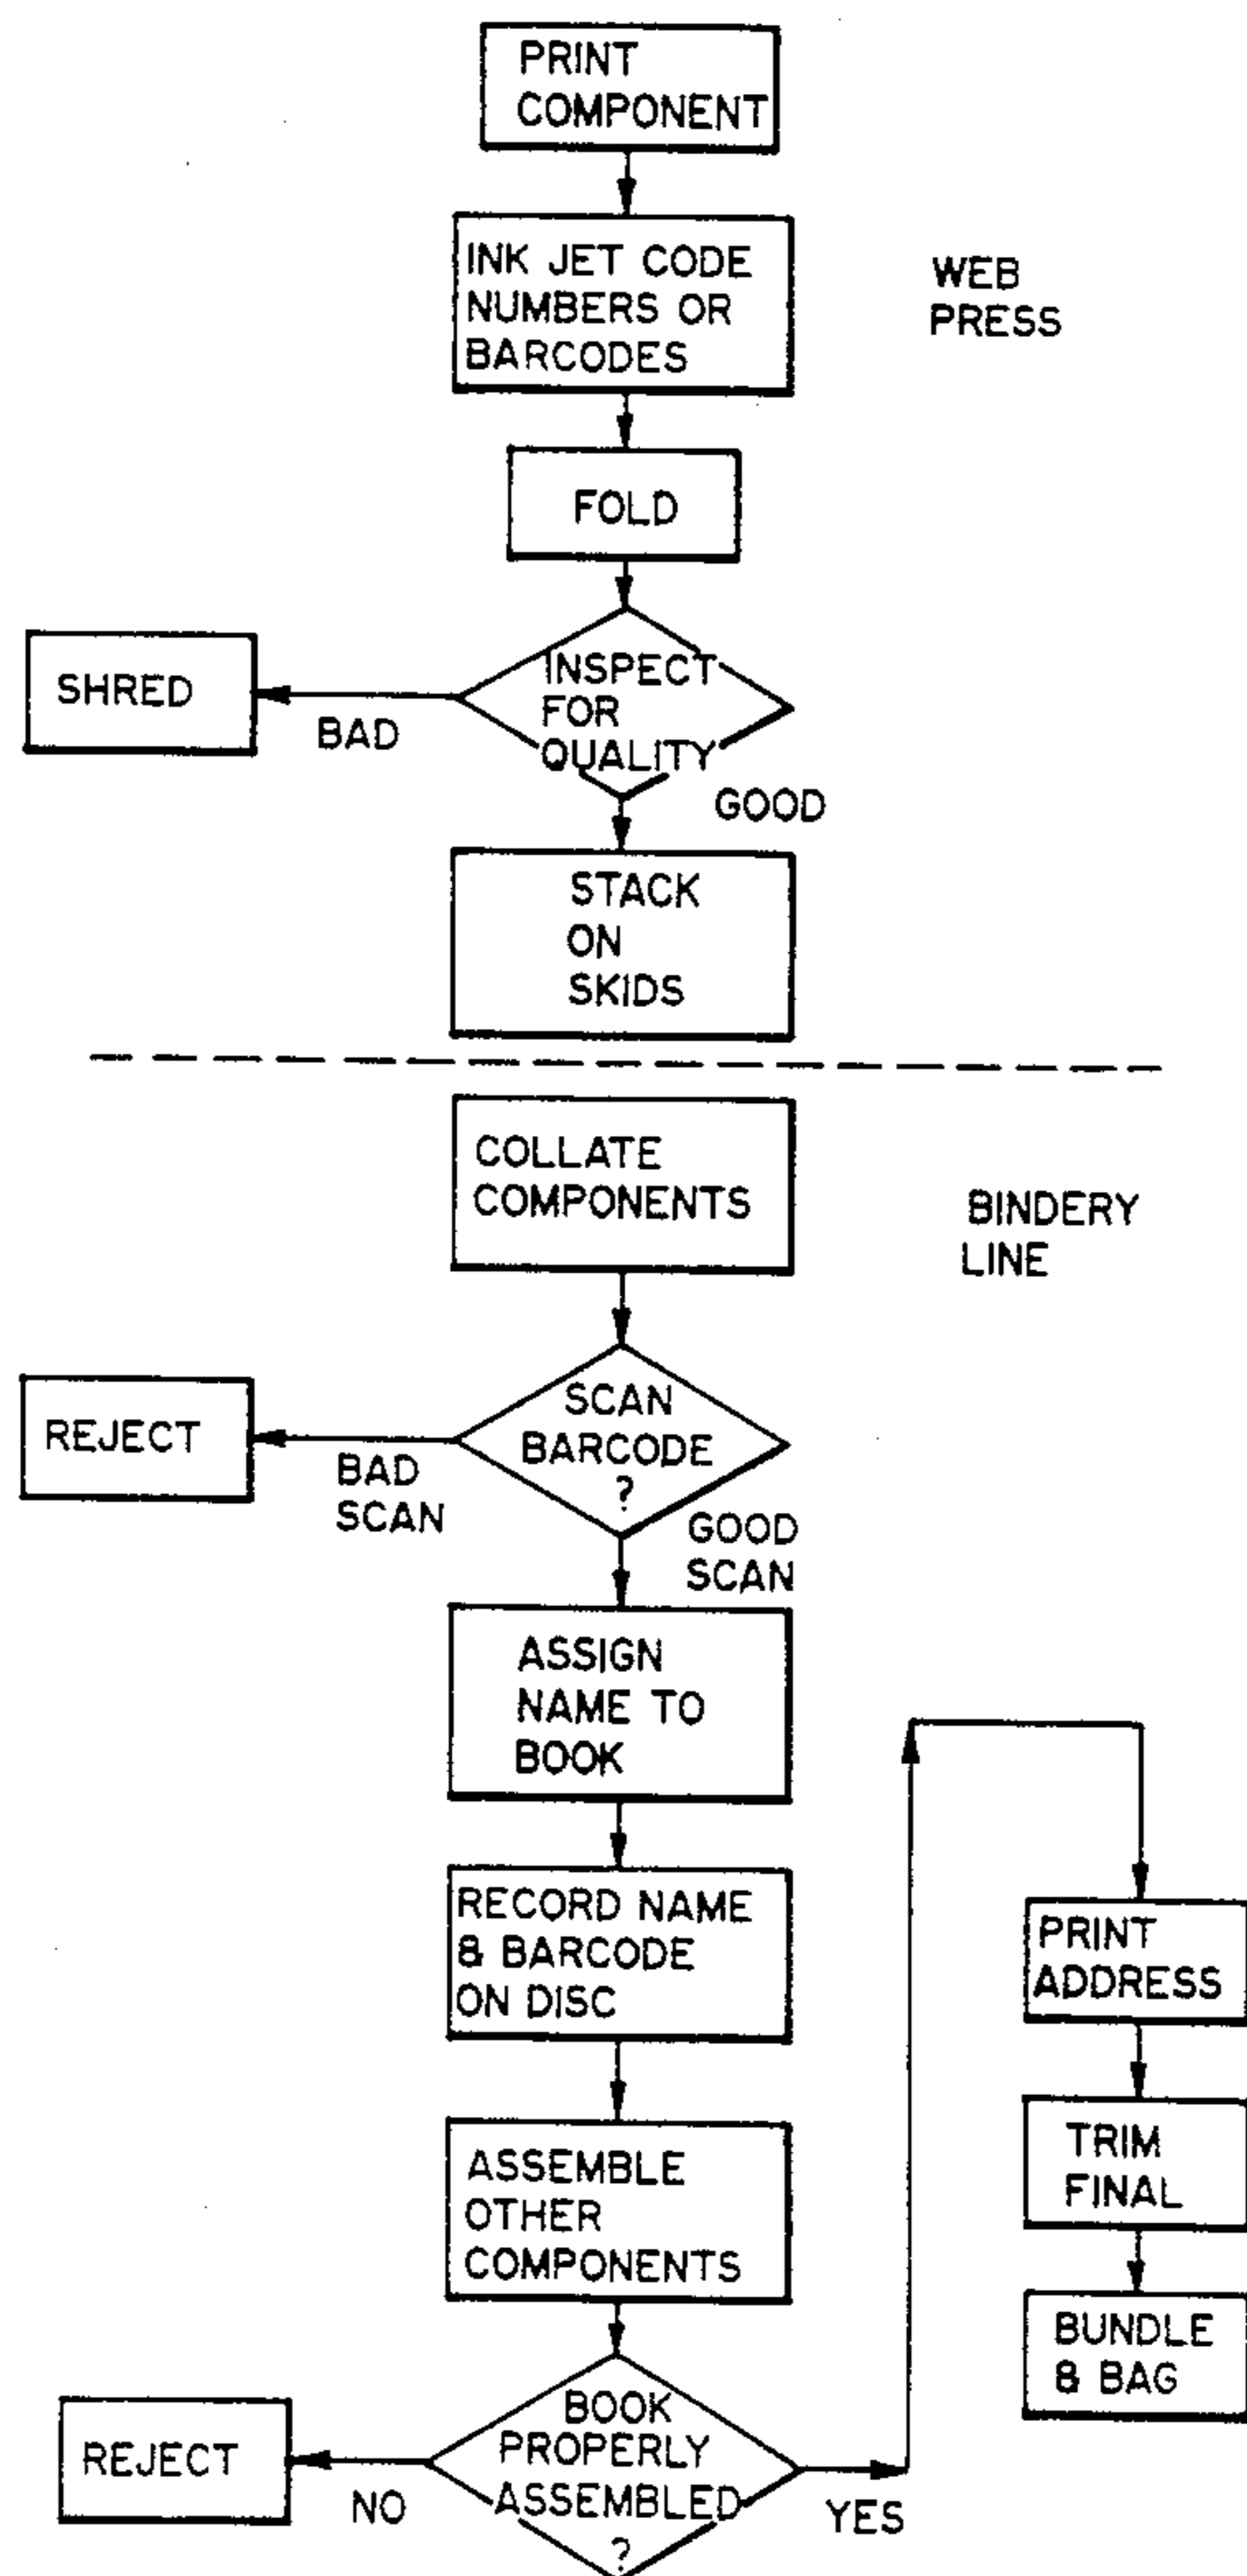 PRINT
COMPONENT
INK JET CODE
NUMBERS OR
BARCODES
WEB
PRESS
FOLD
INSPECT
FOR
QUALITY
SHRED
BAD
GOOD
STACK
ON
SKIDS
COLLATE
COMPONENTS
BINDERY
LINE
SCAN
BARCODE
?
REJECT
BAD
SCAN
GOOD
SCAN
ASSIGN
NAME TO
BOOK
RECORD NAME
& BARCODE
ON DISC
ASSEMBLE
OTHER
COMPONENTS
BOOK
PROPERLY
ASSEMBLED
?
REJECT
NO
YES
PRINT
ADDRESS
TRIM
FINAL
BUNDLE
& BAG